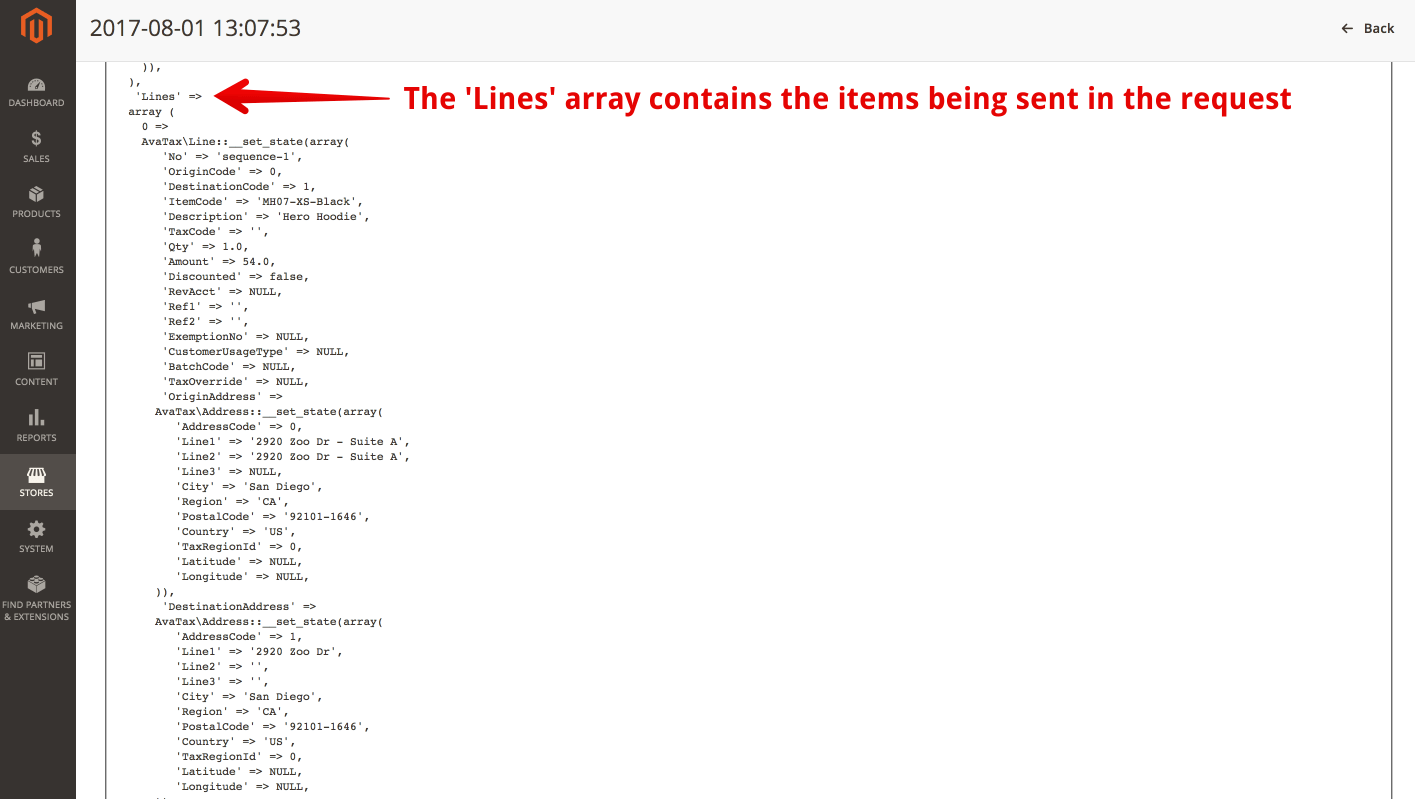 2017-08-01 13:07:53
Back
DASHBOARD
SALES
PRODUCTS
CUSTOMERS
MARKETING
CONTENT
REPORTS
STORES
SYSTEM
FIND PARTNERS
& EXTENSIONS
)),
),
'Lines' =>
The 'Lines' array contains the items being sent in the request
array (
0 =>
AvaTax\Line::__set_state(array(
'No' => 'sequence-1',
'OriginCode' => 0,
'DestinationCode' => 1,
'ItemCode' => 'MH07-XS-Black',
'Description' => 'Hero Hoodie',
'TaxCode' => '',
'Qty' => 1.0,
'Amount' => 54.0,
'Discounted' => false,
'RevAcct' => NULL,
'Ref1' => '',
'Ref2' => '',
'ExemptionNo' => NULL,
'CustomerUsageType' => NULL,
'BatchCode' => NULL,
'TaxOverride' => NULL,
'OriginAddress' =>
AvaTax\Address::__set_state(array(
'AddressCode' => 0,
'Line1' => '2920 Zoo Dr - Suite A',
'Line2' => '2920 Zoo Dr - Suite A',
'Line3' => NULL,
'City' => 'San Diego',
'Region' => 'CA',
'PostalCode' => '92101-1646',
'Country' => 'US',
'TaxRegionId' => 0,
'Latitude' => NULL,
'Longitude' => NULL,
)),
'DestinationAddress' =>
AvaTax\Address::__set_state(array(
'AddressCode' => 1,
'Line1' => '2920 Zoo Dr',
'Line2' => '',
'Line3' => '',
'City' => 'San Diego',
'Region' => 'CA',
'PostalCode' => '92101-1646',
'Country' => 'US',
'TaxRegionId' => 0,
'Latitude' => NULL,
'Longitude' => NULL,